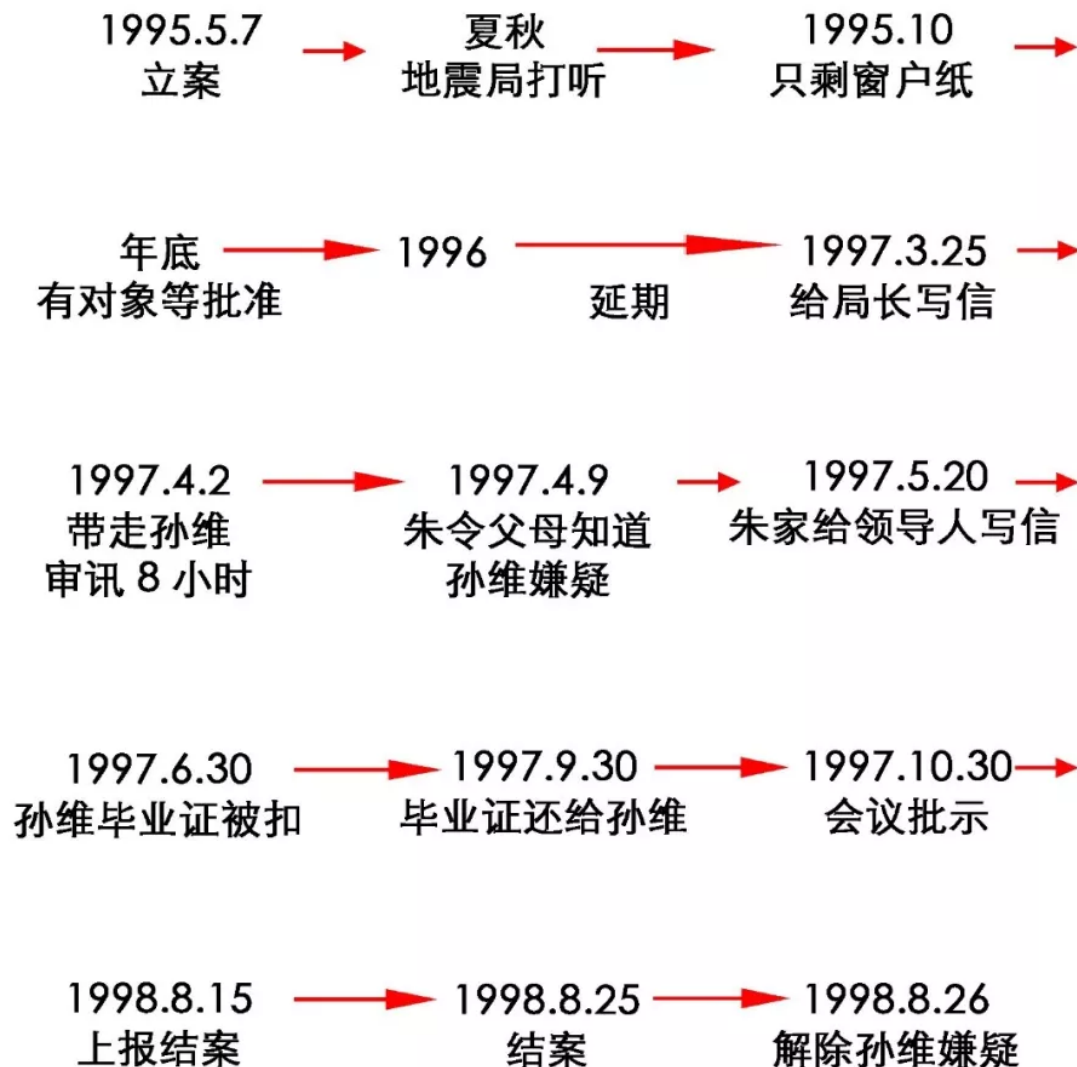 1995.5.7
立案
夏秋
地震局打听
1995.10
只剩窗户纸
年底
有对象等批准
1996
延期
1997.3.25
给局长写信
1997.4.2
带走孙维
审讯 8 小时
1997.4.9
朱令父母知道
孙维嫌疑
1997.5.20
朱家给领导人写信
1997.6.30
孙维毕业证被扣
1997.9.30
毕业证还给孙维
1997.10.30
会议批示
1998.8.15
上报结案
1998.8.25
结案
1998.8.26
解除孙维嫌疑